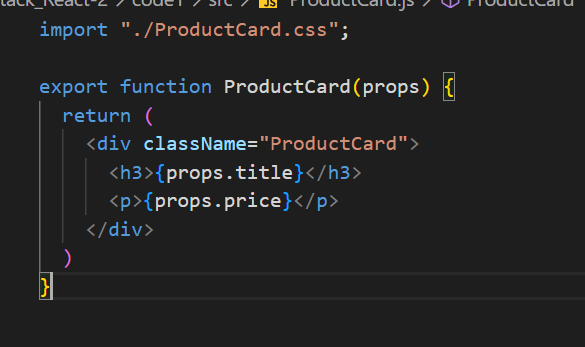 React-2 > code1 > src > JS ProductCard.js > ProductCard
import "./ProductCard.css";
export function ProductCard(props) {
  return (
    <div className="ProductCard">
      <h3>{props.title}</h3>
      <p>{props.price}</p>
    </div>
  )
}